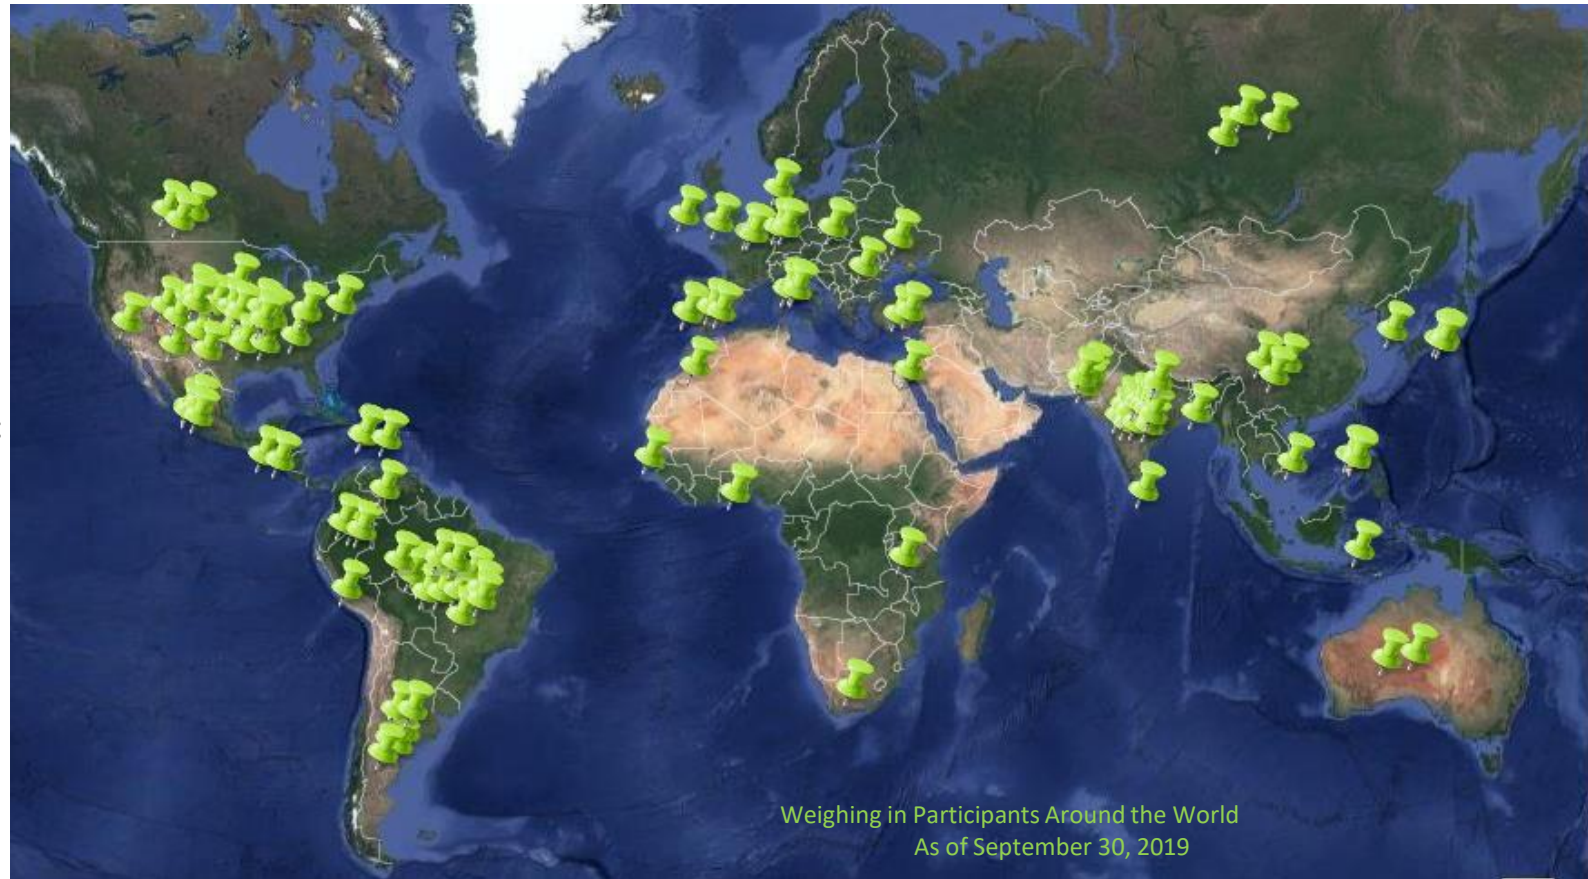 Weighing in Participants Around the World
As of September 30, 2019